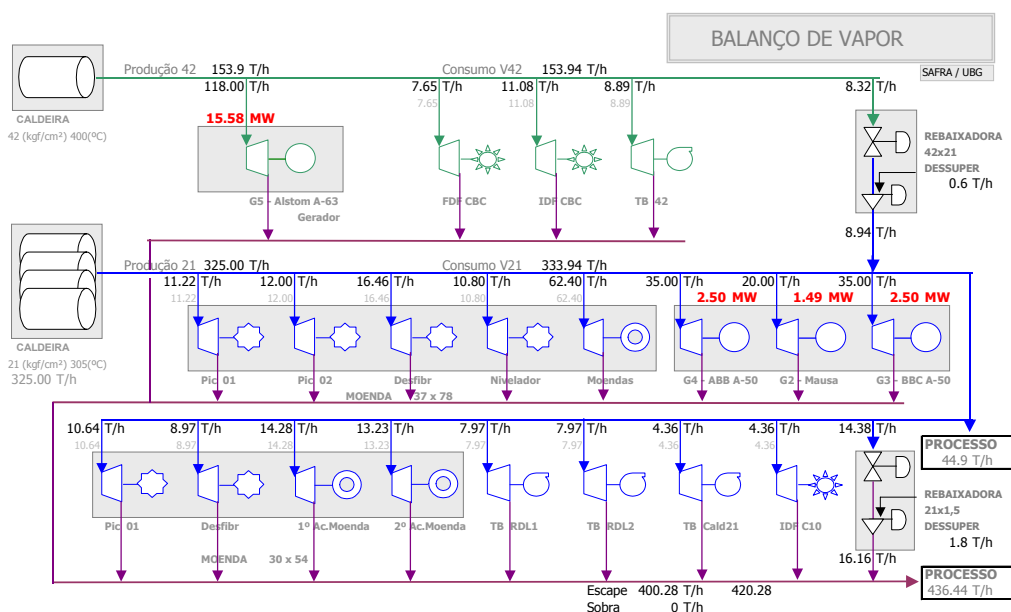 BALANÇO DE VAPOR
SAFRA / UBG
Produção 42 153.9 T/h Consumo V42 153.94 T/h
118.00 T/h 7.65 T/h 11.08 T/h 8.89 T/h 8.32 T/h
7.65 11.08 8.89
CALDEIRA
42 (kgf/cm²) 400(ºC)
15.58 MW
REBAIXADORA
42x21
DESSUPER
0.6 T/h
G5 - Alstom A-63
Gerador
FDF CBC IDF CBC TB 42
8.94 T/h
Produção 21 325.00 T/h Consumo V21 333.94 T/h
11.22 T/h 12.00 T/h 16.46 T/h 10.80 T/h 62.40 T/h 35.00 T/h 20.00 T/h 35.00 T/h
11.22 12.00 16.46 10.80 62.40
2.50 MW 1.49 MW 2.50 MW
CALDEIRA
21 (kgf/cm²) 305(ºC)
325.00 T/h
Pic 01 Pic 02 Desfibr Nivelador Moendas G4 - ABB A-50 G2 - Mausa G3 - BBC A-50
MOENDA 37 x 78
10.64 T/h 8.97 T/h 14.28 T/h 13.23 T/h 7.97 T/h 7.97 T/h 4.36 T/h 4.36 T/h 14.38 T/h
10.64 8.97 14.28 13.23 7.97 7.97 4.36 4.36
PROCESSO
44.9 T/h
REBAIXADORA
21x1,5
DESSUPER
1.8 T/h
Pic 01 Desfibr 1º Ac.Moenda 2º Ac.Moenda TB RDL1 TB RDL2 TB Cald21 IDF C10
MOENDA 30 x 54
16.16 T/h
PROCESSO
436.44 T/h
Escape 400.28 T/h 420.28
Sobra 0 T/h